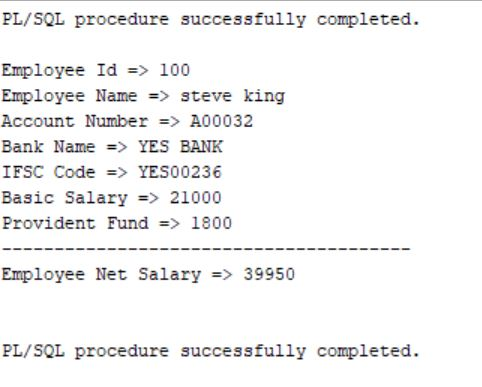 PL/SQL procedure successfully completed.
Employee Id => 100
Employee Name => steve king
Account Number => A00032
Bank Name => YES BANK
IFSC Code => YES00236
Basic Salary => 21000
Provident Fund => 1800
---------------------------------------
Employee Net Salary => 39950
PL/SQL procedure successfully completed.